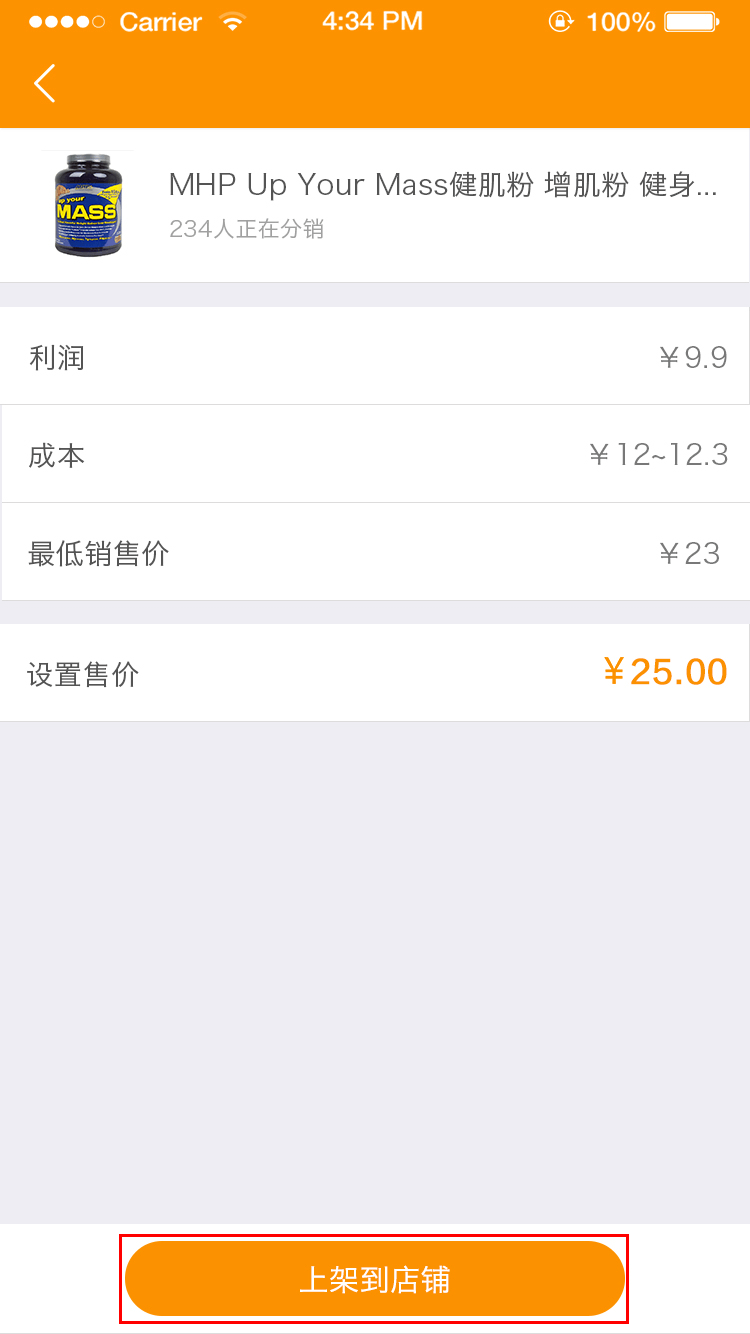 Carrier 4:34 PM 100%
MHP Up Your Mass健肌粉 增肌粉 健身...
up your
MASS
234人正在分销
利润 ￥9.9
成本 ￥12~12.3
最低销售价 ￥23
设置售价 ￥25.00
上架到店铺